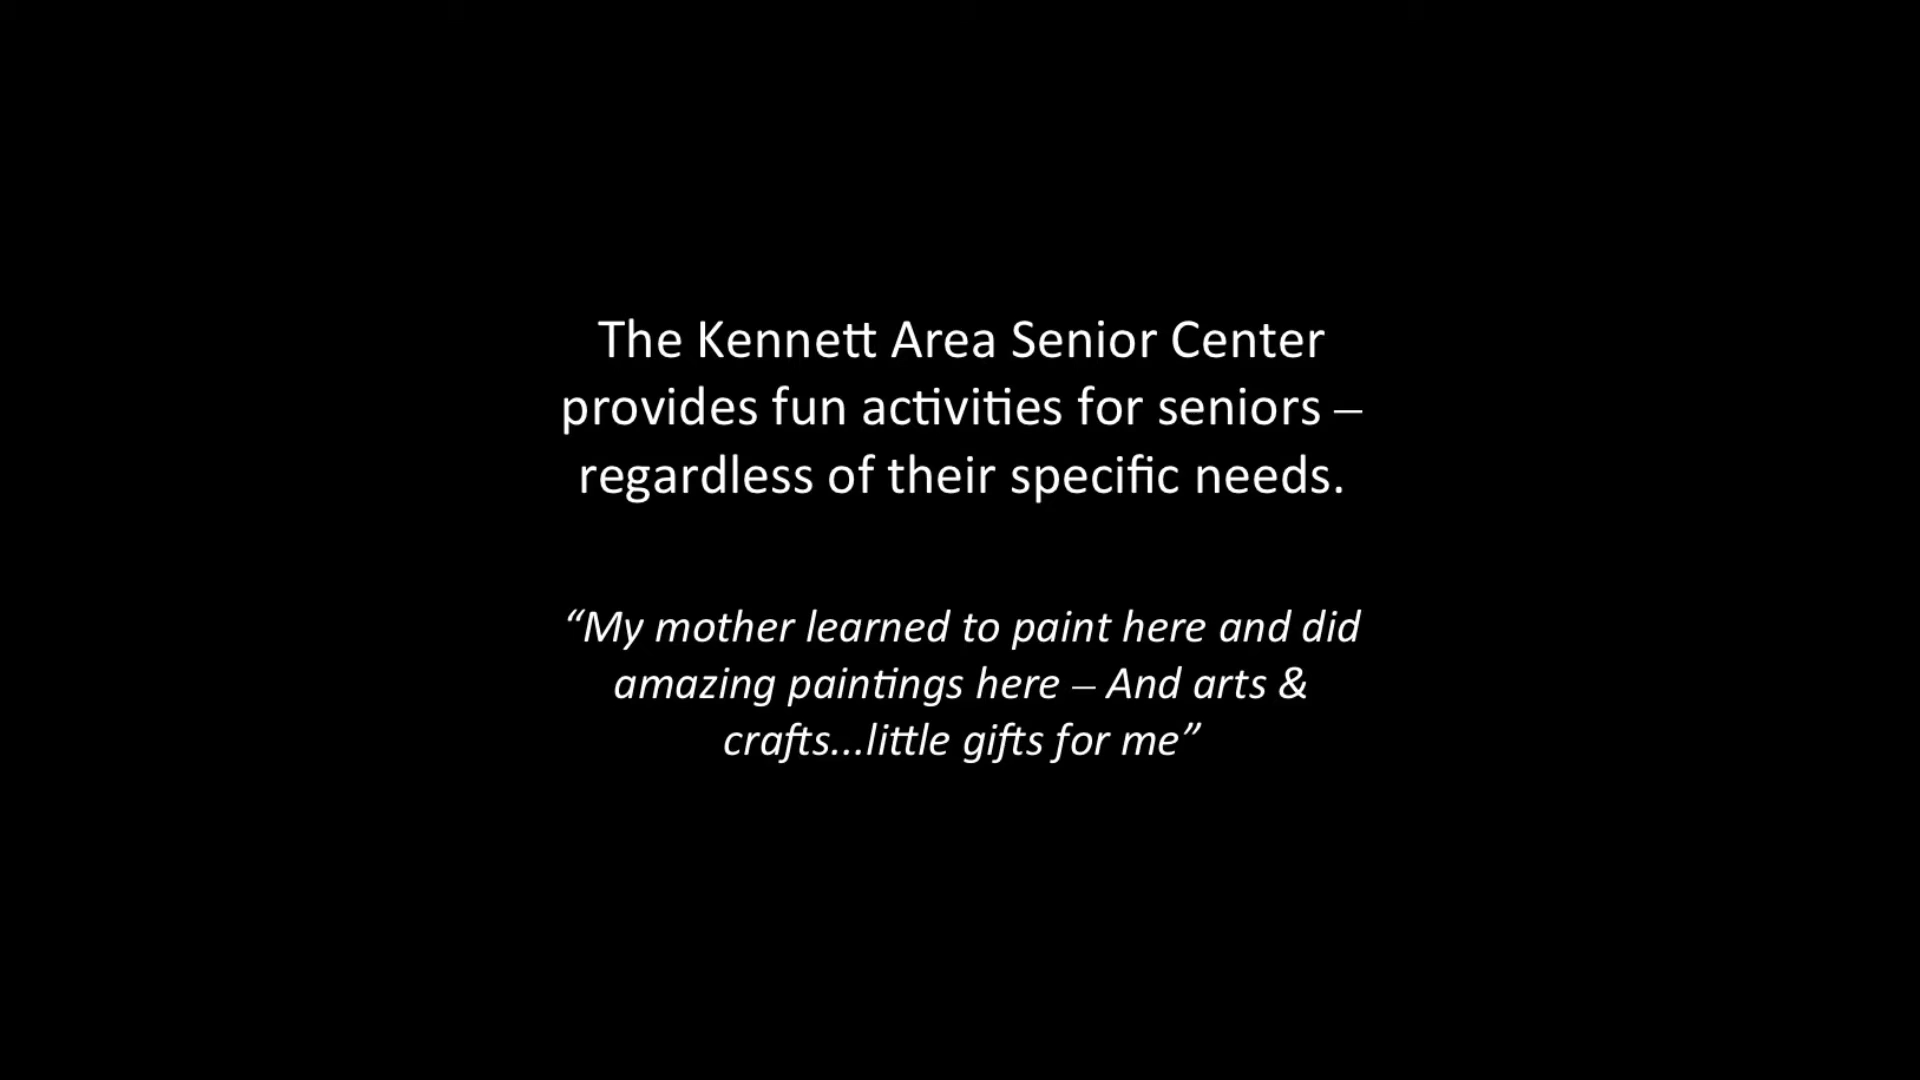 The Kennett Area Senior Center
provides fun activities for seniors –
regardless of their specific needs.
“My mother learned to paint here and did
amazing paintings here – And arts &
crafts...little gifts for me”